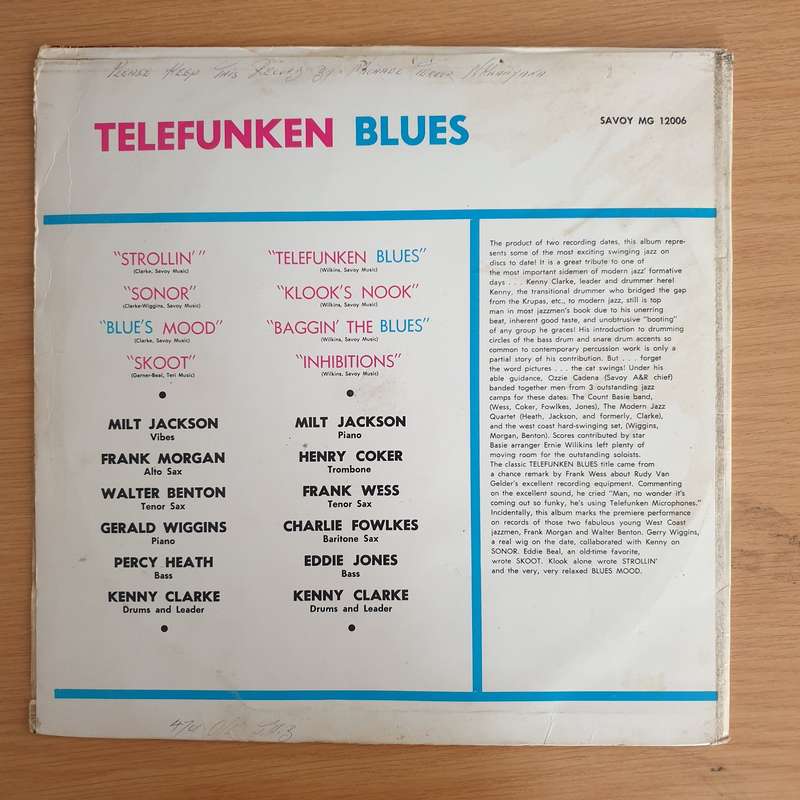 Please Keep This Record By
TELEFUNKEN BLUES
SAVOY MG 12006
"STROLLIN'"
(Clarke, Savoy Music)
"SONOR"
(Clarke-Wiggins, Savoy Music)
"BLUE'S MOOD"
(Clarke, Savoy Music)
"SKOOT"
(Garner-Beal, Teri Music)
MILT JACKSON
Vibes
FRANK MORGAN
Alto Sax
WALTER BENTON
Tenor Sax
GERALD WIGGINS
Piano
PERCY HEATH
Bass
KENNY CLARKE
Drums and Leader
"TELEFUNKEN BLUES"
(Wilkins, Savoy Music)
"KLOOK'S NOOK"
(Wilkins, Savoy Music)
"BAGGIN' THE BLUES"
(Wilkins, Savoy Music)
"INHIBITIONS"
(Wilkins, Savoy Music)
MILT JACKSON
Piano
HENRY COKER
Trombone
FRANK WESS
Tenor Sax
CHARLIE FOWLKES
Baritone Sax
EDDIE JONES
Bass
KENNY CLARKE
Drums and Leader
The product of two recording dates, this album repre-
sents some of the most exciting swinging jazz on
discs to date! It is a great tribute to one of
the most important sidemen of modern jazz' formative
days . . . Kenny Clarke, leader and drummer here!
Kenny, the transitional drummer who bridged the gap
from the Krupas, etc., to modern jazz, still is top
man in most jazzmen's book due to his unerring
beat, inherent good taste, and unobtrusive "booting"
of any group he graces! His introduction to drumming
circles of the bass drum and snare drum accents so
common to contemporary percussion work is only a
partial story of his contribution. But . . . forget
the word pictures . . . the cat swings! Under his
able guidance, Ozzie Cadena (Savoy A&R chief)
banded together men from 3 outstanding jazz
camps for these dates: The Count Basie band,
(Wess, Coker, Fowlkes, Jones), The Modern Jazz
Quartet (Heath, Jackson, and formerly, Clarke),
and the west coast hard-swinging set, (Wiggins,
Morgan, Benton). Scores contributed by star
Basie arranger Ernie Wilikins left plenty of
moving room for the outstanding soloists.
The classic TELEFUNKEN BLUES title came from
a chance remark by Frank Wess about Rudy Van
Gelder's excellent recording equipment. Commenting
on the excellent sound, he cried "Man, no wonder it's
coming out so funky, he's using Telefunken Microphones."
Incidentally, this album marks the premiere performance
on records of those two fabulous young West Coast
jazzmen, Frank Morgan and Walter Benton. Gerry Wiggins,
a real wig on the date, collaborated with Kenny on
SONOR. Eddie Beal, an old-time favorite,
wrote SKOOT. Klook alone wrote STROLLIN'
and the very, very relaxed BLUES MOOD.